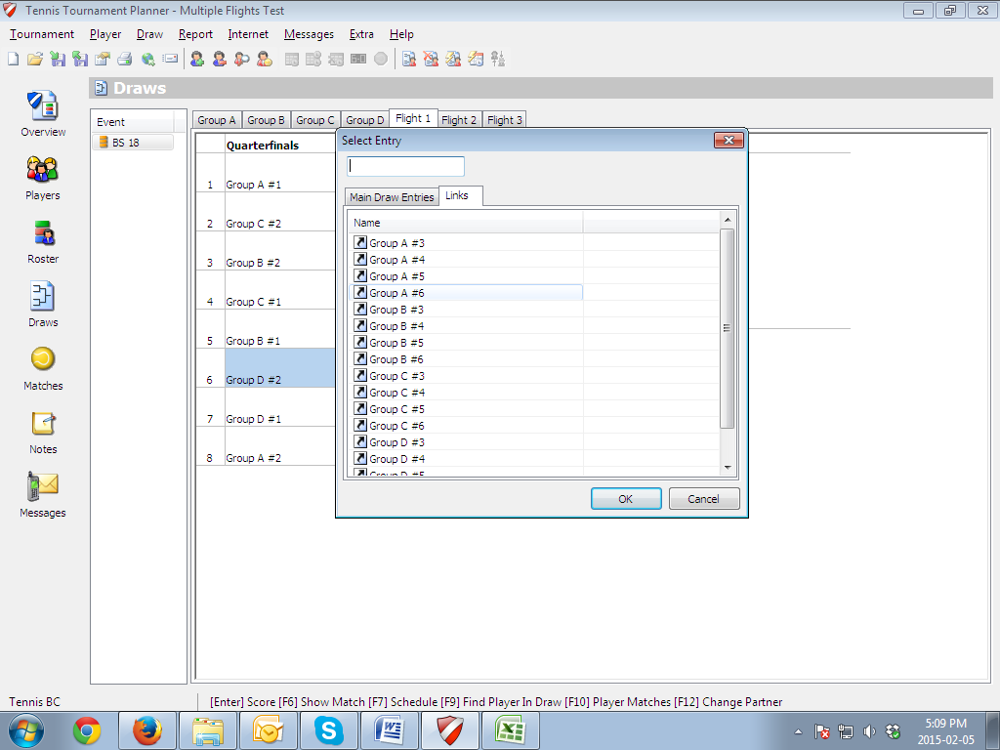 Tennis Tournament Planner - Multiple Flights Test
Tournament Player Draw Report Internet Messages Extra Help
Draws
Overview
Players
Roster
Draws
Matches
Notes
Messages
Event
BS 18
Group A Group B Group C Group D Flight 1 Flight 2 Flight 3
Quarterfinals
1 Group A #1
2 Group C #2
3 Group B #2
4 Group C #1
5 Group B #1
6 Group D #2
7 Group D #1
8 Group A #2
Select Entry
Main Draw Entries Links
Name
Group A #3
Group A #4
Group A #5
Group A #6
Group B #3
Group B #4
Group B #5
Group B #6
Group C #3
Group C #4
Group C #5
Group C #6
Group D #3
Group D #4
Group D #5
OK Cancel
Tennis BC
[Enter] Score [F6] Show Match [F7] Schedule [F9] Find Player In Draw [F10] Player Matches [F12] Change Partner
5:09 PM
2015-02-05